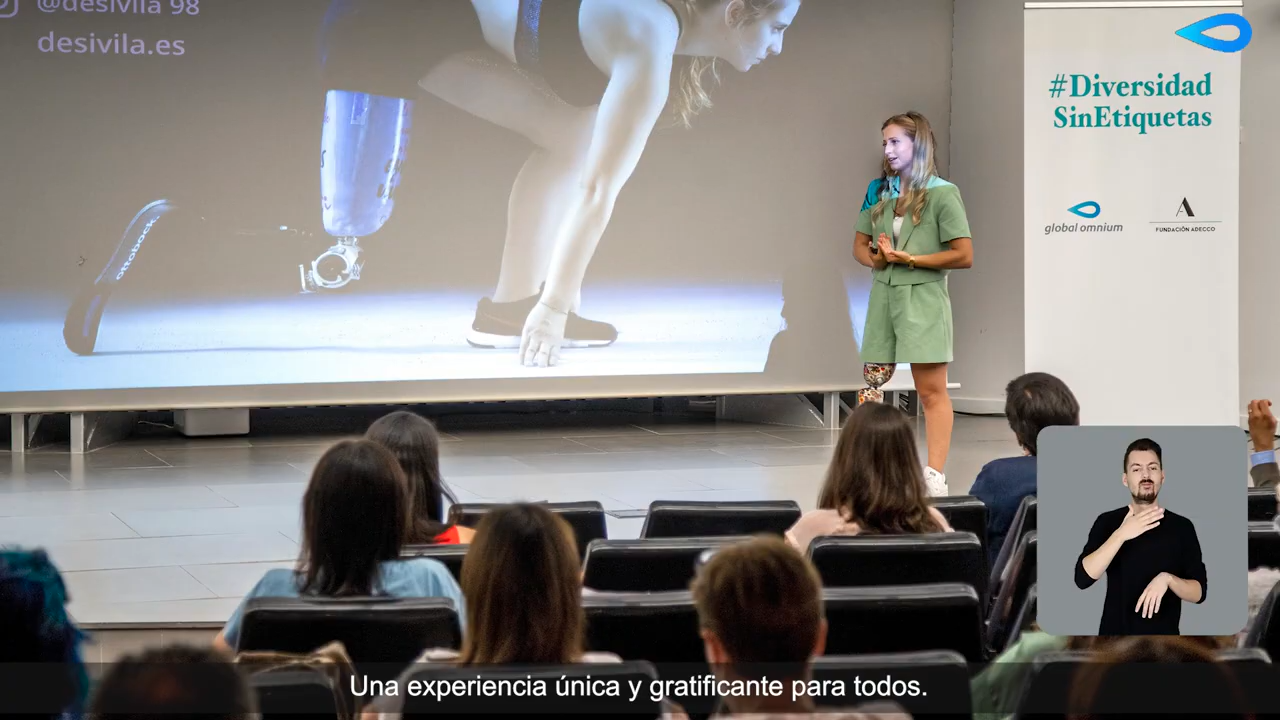 @desivila 98
desivila.es
ottobock.
#Diversidad
SinEtiquetas
global omnium
FUNDACIÓN ADECCO
Una experiencia única y gratificante para todos.